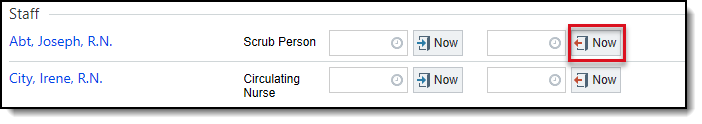 Staff
Abt, Joseph, R.N. Scrub Person Now Now
City, Irene, R.N. Circulating Nurse Now Now